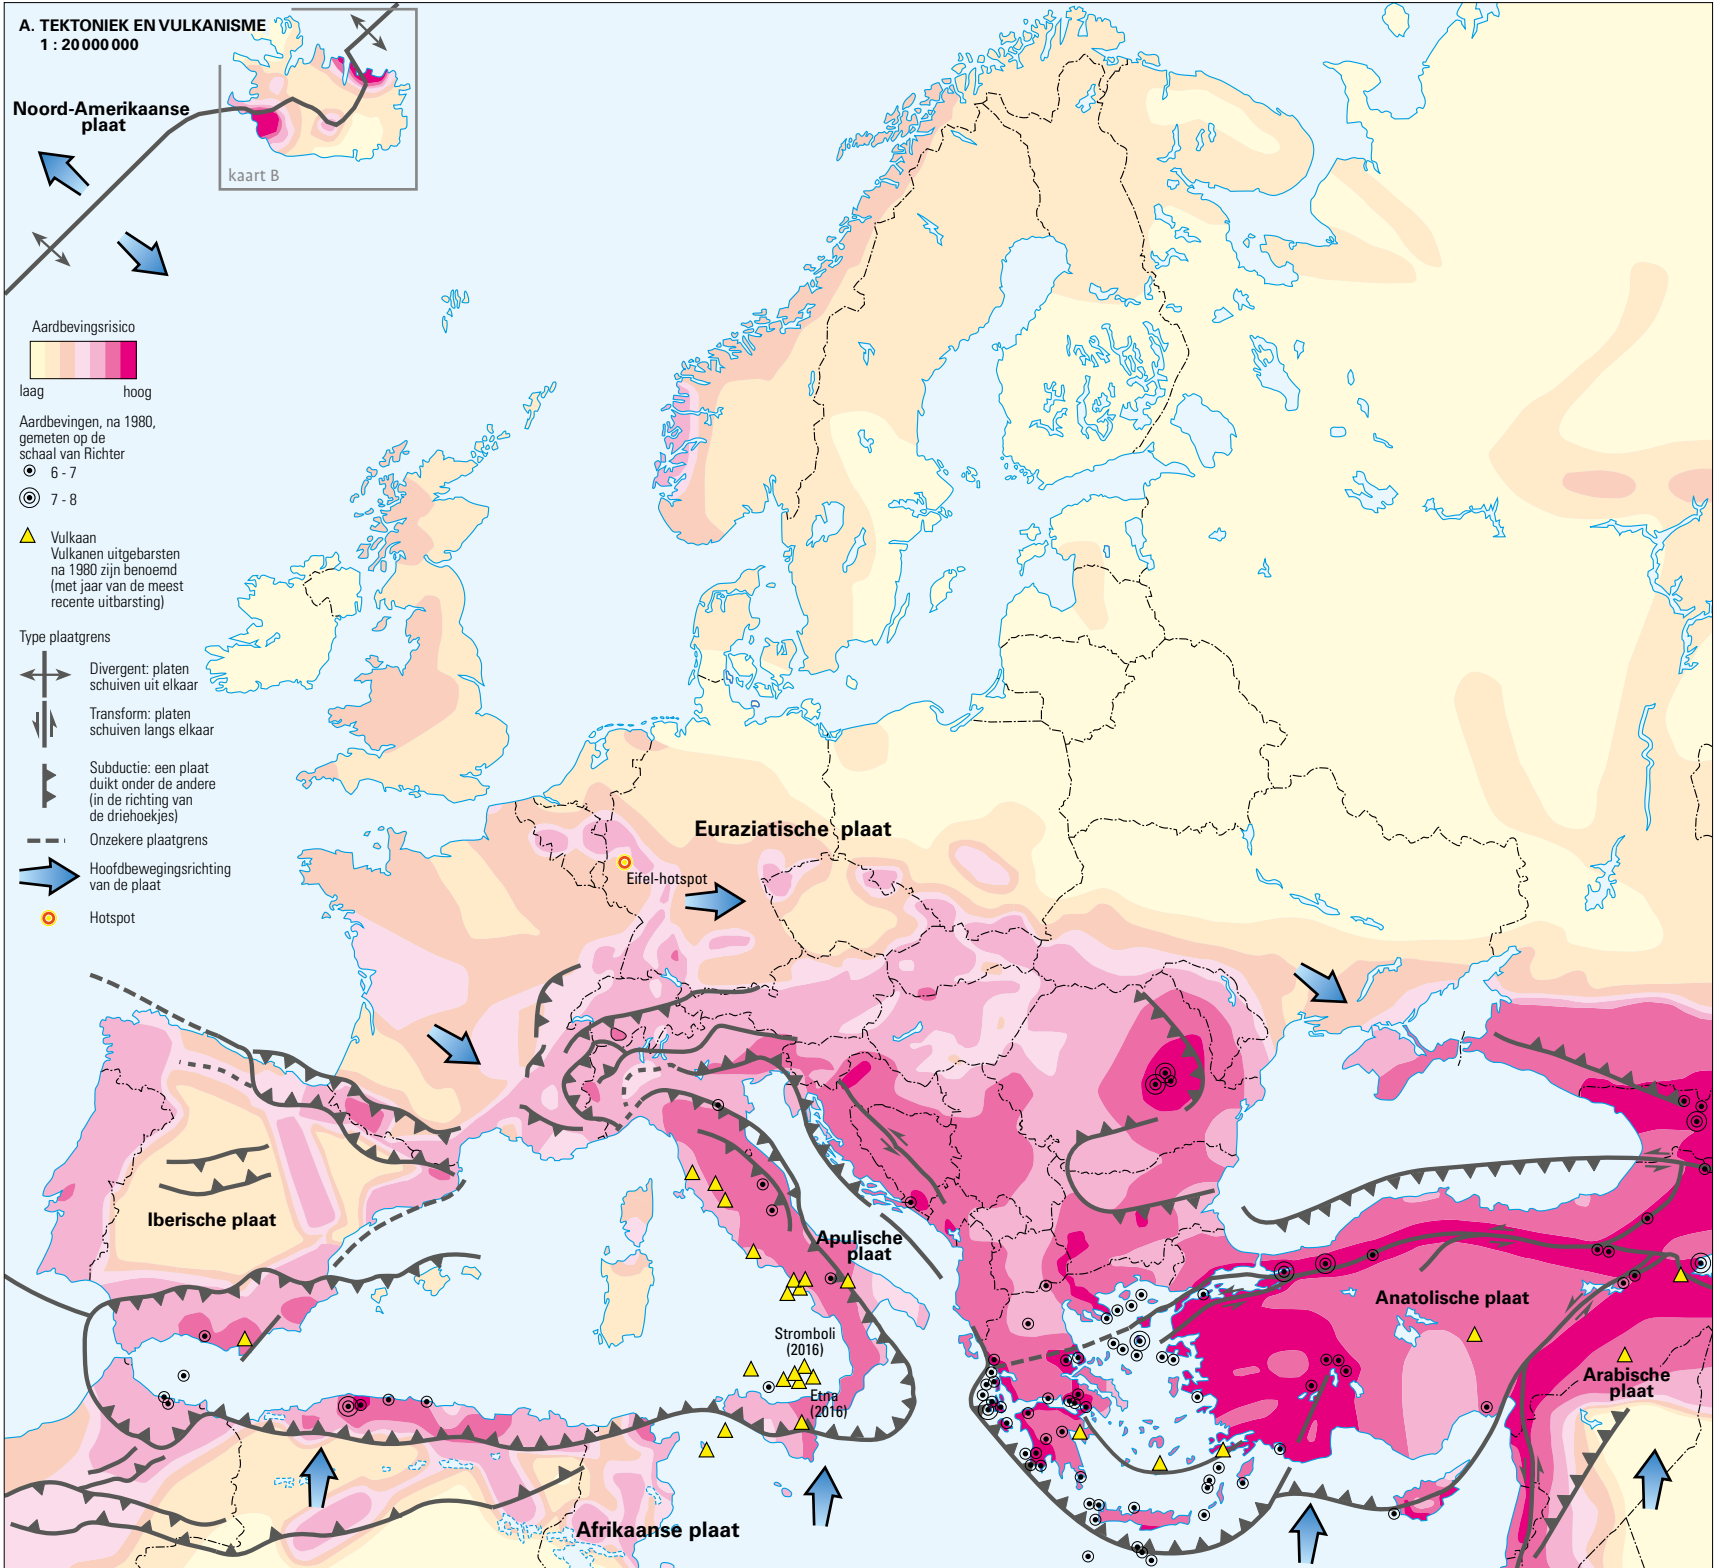 A. TEKTONIEK EN VULKANISME
1 : 20 000 000
Noord-Amerikaanse
plaat
kaart B
Aardbevingsrisico
laag
hoog
Aardbevingen, na 1980,
gemeten op de
schaal van Richter
6 - 7
7 - 8
Vulkaan
Vulkanen uitgebarsten
na 1980 zijn benoemd
(met jaar van de meest
recente uitbarsting)
Type plaatgrens
Divergent: platen
schuiven uit elkaar
Transform: platen
schuiven langs elkaar
Subductie: een plaat
duikt onder de andere
(in de richting van
de driehoekjes)
Onzekere plaatgrens
Hoofdbewegingsrichting
van de plaat
Hotspot
Euraziatische plaat
Eifel-hotspot
Iberische plaat
Apulische
plaat
Stromboli
(2016)
Etna
(2016)
Anatolische plaat
Arabische
plaat
Afrikaanse plaat